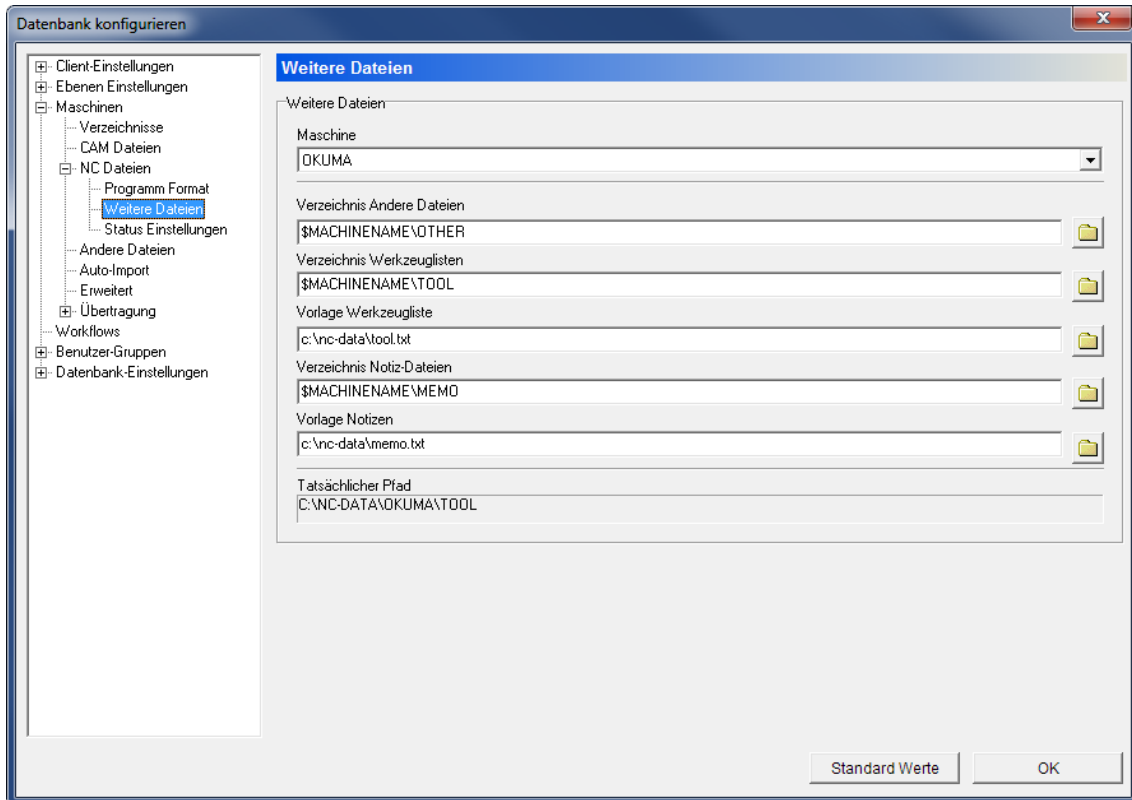 Datenbank konfigurieren
Client-Einstellungen
Ebenen Einstellungen
Maschinen
Verzeichnisse
CAM Dateien
NC Dateien
Programm Format
Weitere Dateien
Status Einstellungen
Andere Dateien
Auto-Import
Erweitert
Übertragung
Workflows
Benutzer-Gruppen
Datenbank-Einstellungen
Weitere Dateien
Weitere Dateien
Maschine
OKUMA
Verzeichnis Andere Dateien
$MACHINENAME\OTHER
Verzeichnis Werkzeuglisten
$MACHINENAME\TOOL
Vorlage Werkzeugliste
c:\nc-data\tool.txt
Verzeichnis Notiz-Dateien
$MACHINENAME\MEMO
Vorlage Notizen
c:\nc-data\memo.txt
Tatsächlicher Pfad
C:\NC-DATA\OKUMA\TOOL
Standard Werte
OK